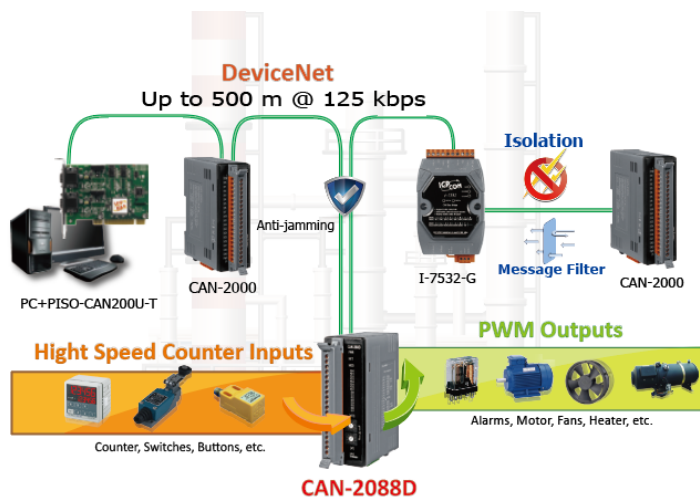 DeviceNet
Up to 500 m @ 125 kbps
Isolation
Anti-jamming
Message Filter
PC+PISO-CAN200U-T
CAN-2000
I-7532-G
CAN-2000
Hight Speed Counter Inputs
PWM Outputs
Counter, Switches, Buttons, etc.
Alarms, Motor, Fans, Heater, etc.
CAN-2088D